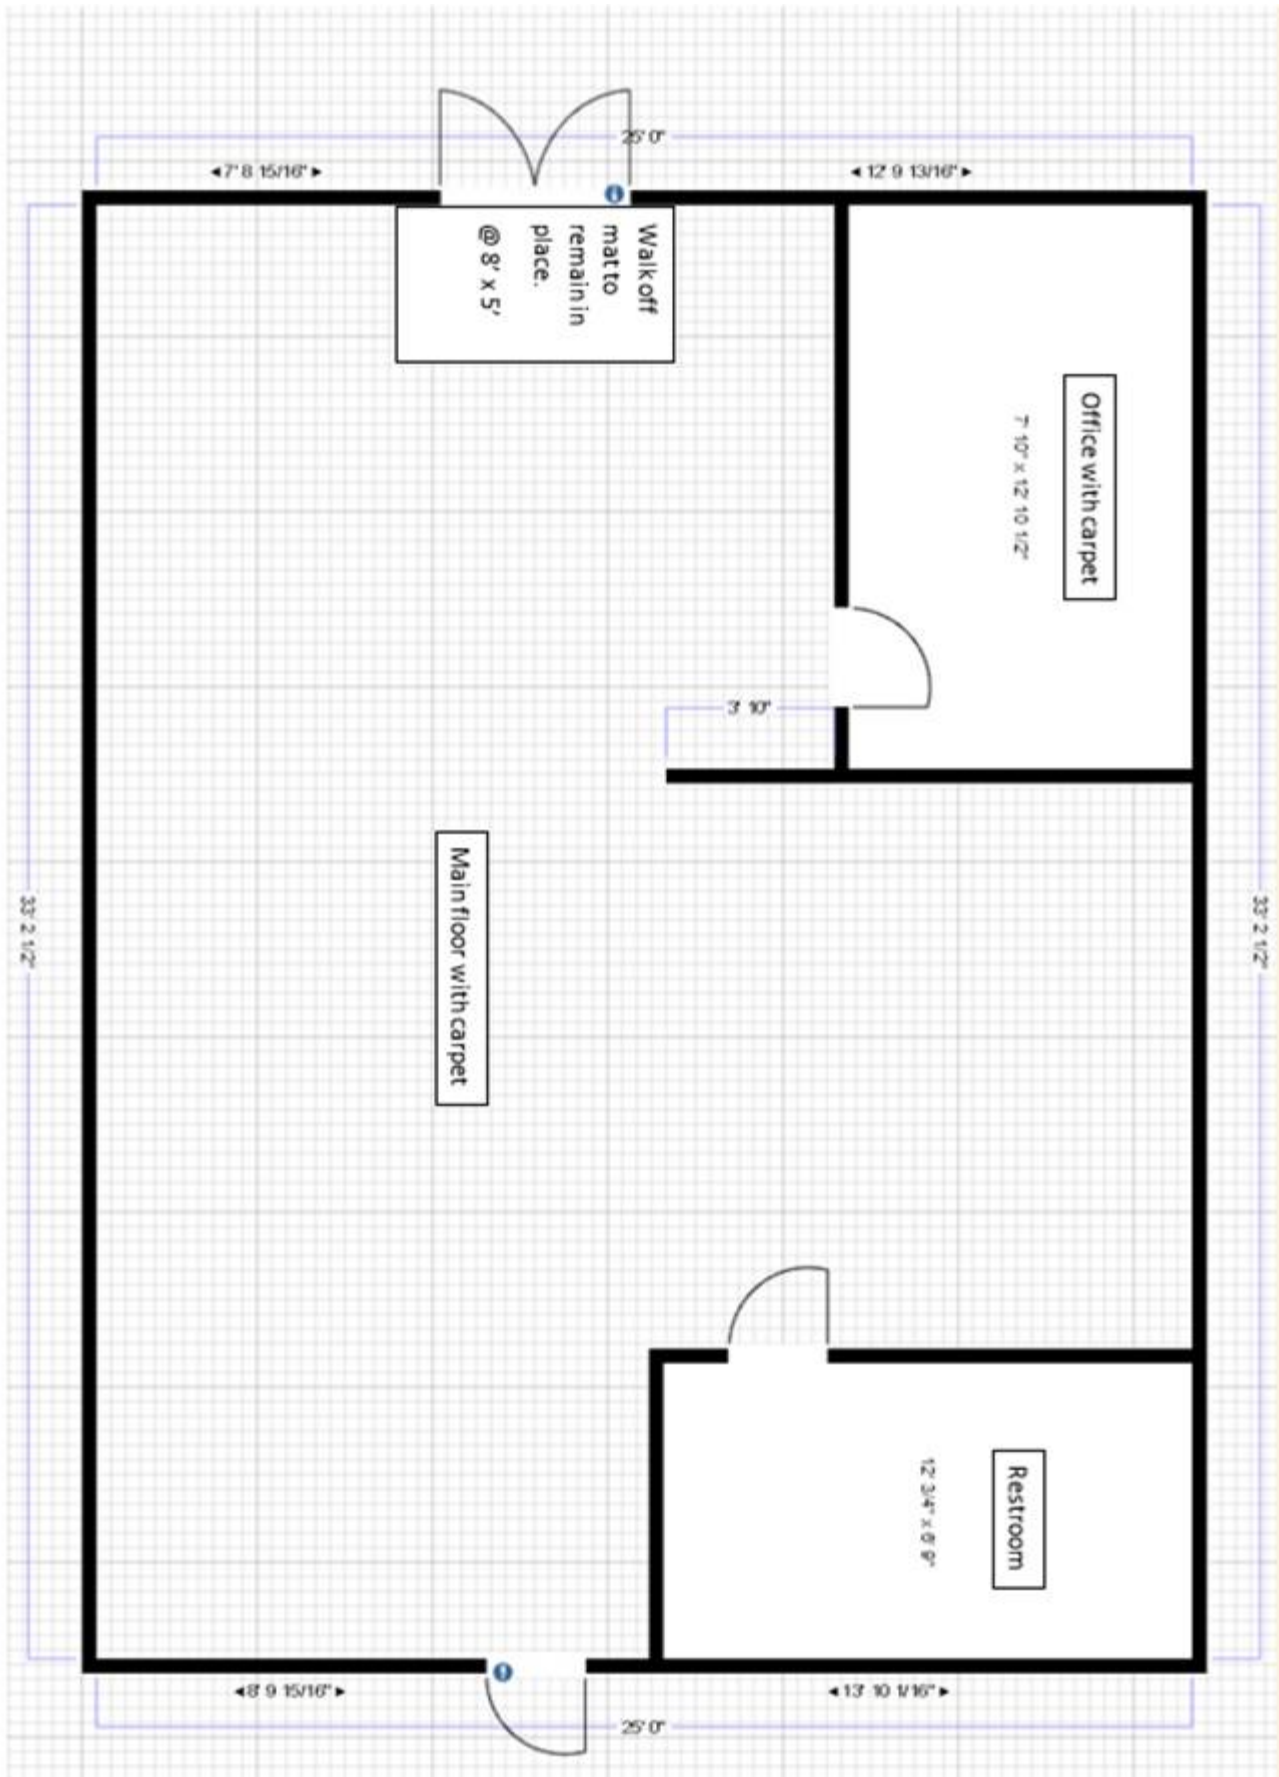 25' 0"
7' 8 15/16"
12' 9 13/16"
Walk off
mat to
remain in
place.
@ 8' x 5'
Office with carpet
7' 10" x 12' 10 1/2"
3' 10"
Main floor with carpet
33' 2 1/2"
33' 2 1/2"
Restroom
12' 3/4" x 6' 9"
8' 9 15/16"
13' 10 1/16"
25' 0"